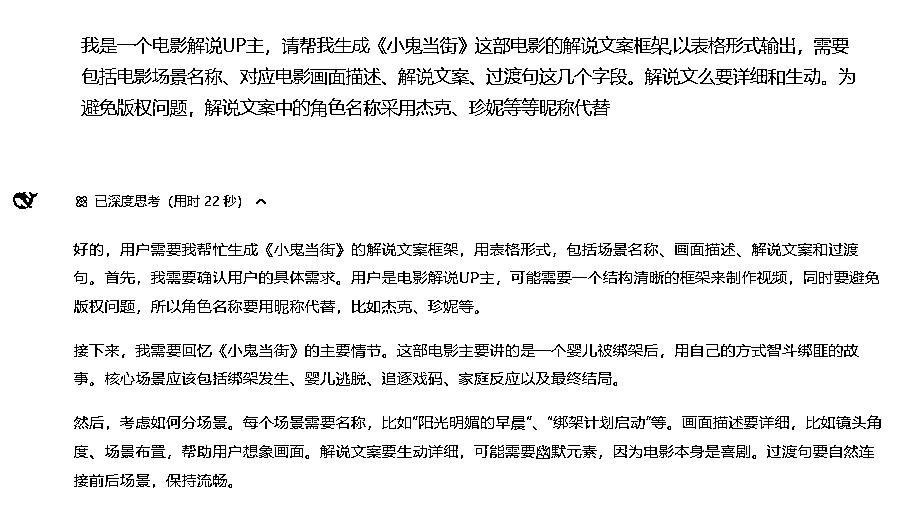 我是一个电影解说UP主，请帮我生成《小鬼当街》这部电影的解说文案框架,以表格形式输出，需要
包括电影场景名称、对应电影画面描述、解说文案、过渡句这几个字段。解说文么要详细和生动。为
避免版权问题，解说文案中的角色名称采用杰克、珍妮等等昵称代替
已深度思考（用时 22 秒）
好的，用户需要我帮忙生成《小鬼当街》的解说文案框架，用表格形式，包括场景名称、画面描述、解说文案和过渡
句。首先，我需要确认用户的具体需求。用户是电影解说UP主，可能需要一个结构清晰的框架来制作视频，同时要避免
版权问题，所以角色名称要用昵称代替，比如杰克、珍妮等。
接下来，我需要回忆《小鬼当街》的主要情节。这部电影主要讲的是一个婴儿被绑架后，用自己的方式智斗绑匪的故
事。核心场景应该包括绑架发生、婴儿逃脱、追逐戏码、家庭反应以及最终结局。
然后，考虑如何分场景。每个场景需要名称，比如“阳光明媚的早晨”、“绑架计划启动”等。画面描述要详细，比如镜头角
度、场景布置，帮助用户想象画面。解说文案要生动详细，可能需要幽默元素，因为电影本身是喜剧。过渡句要自然连
接前后场景，保持流畅。